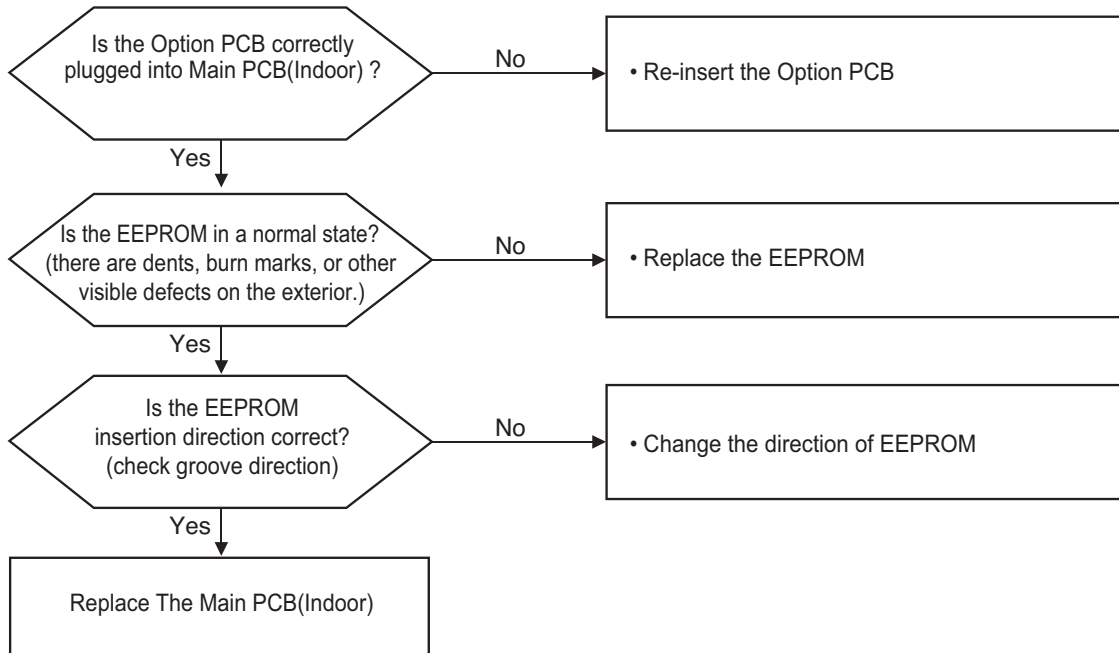 Is the Option PCB correctly
plugged into Main PCB(Indoor) ?
No
• Re-insert the Option PCB
Yes
Is the EEPROM in a normal state?
(there are dents, burn marks, or other
visible defects on the exterior.)
No
• Replace the EEPROM
Yes
Is the EEPROM
insertion direction correct?
(check groove direction)
No
• Change the direction of EEPROM
Yes
Replace The Main PCB(Indoor)